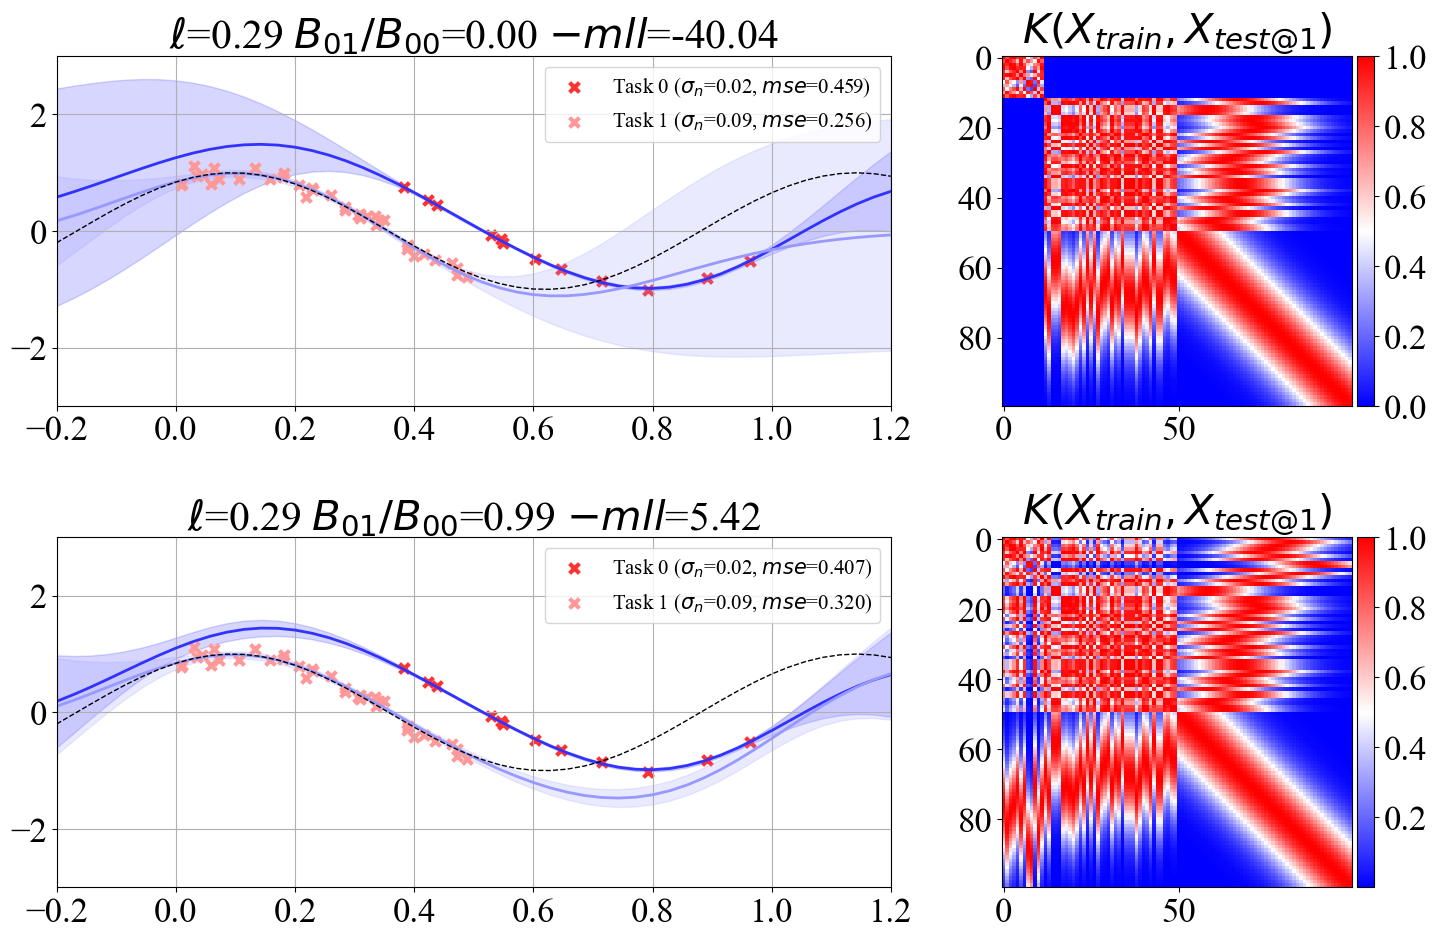 ℓ=0.29 B₀₁/B₀₀=0.00 −mll=-40.04
2
0
−2
−0.2 0.0 0.2 0.4 0.6 0.8 1.0 1.2
Task 0 (σₙ=0.02, mse=0.459)
Task 1 (σₙ=0.09, mse=0.256)
K(X_train, X_test@1)
0
20
40
60
80
0 50
1.0
0.8
0.6
0.4
0.2
0.0
ℓ=0.29 B₀₁/B₀₀=0.99 −mll=5.42
2
0
−2
−0.2 0.0 0.2 0.4 0.6 0.8 1.0 1.2
Task 0 (σₙ=0.02, mse=0.407)
Task 1 (σₙ=0.09, mse=0.320)
K(X_train, X_test@1)
0
20
40
60
80
0 50
1.0
0.8
0.6
0.4
0.2